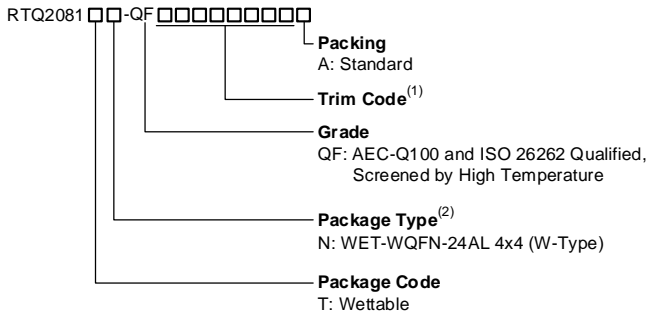 RTQ2081 □□-QF□□□□□□□□□
Packing
A: Standard
Trim Code(1)
Grade
QF: AEC-Q100 and ISO 26262 Qualified,
Screened by High Temperature
Package Type(2)
N: WET-WQFN-24AL 4x4 (W-Type)
Package Code
T: Wettable